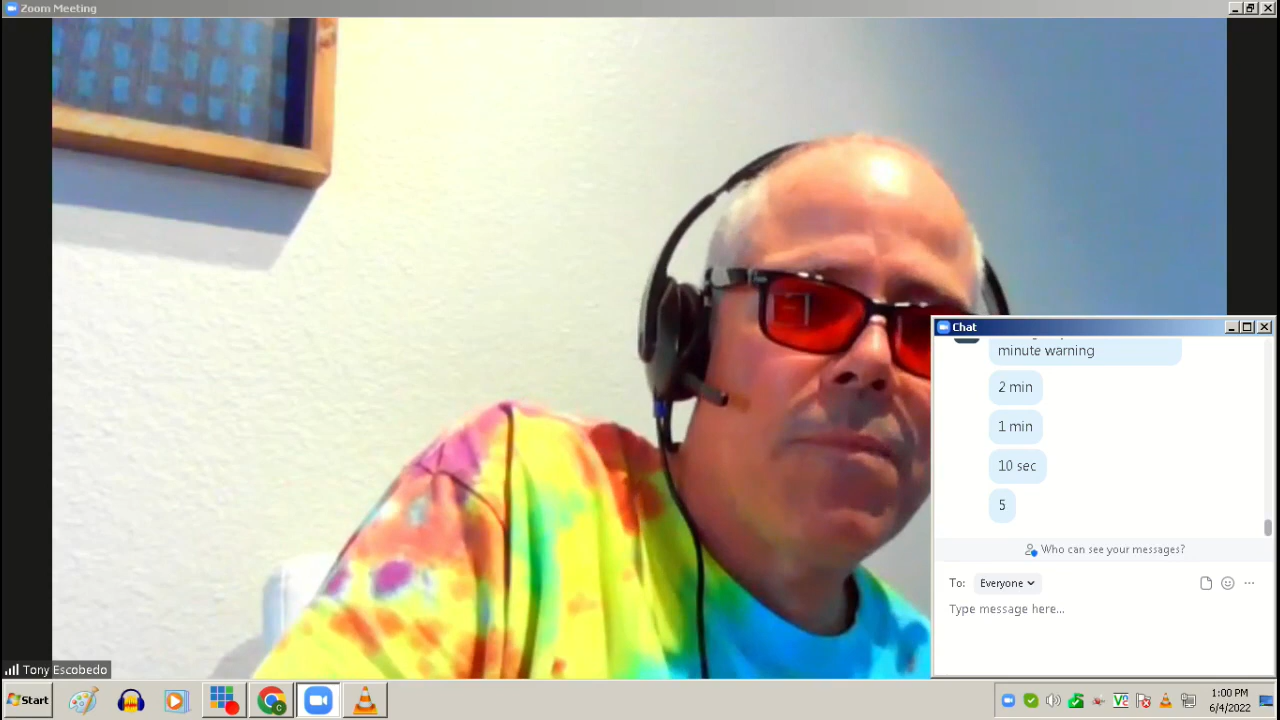 Zoom Meeting
Chat
minute warning
2 min
1 min
10 sec
5
Who can see your messages?
To: Everyone
Type message here...
Tony Escobedo
Start
1:00 PM
6/4/2022